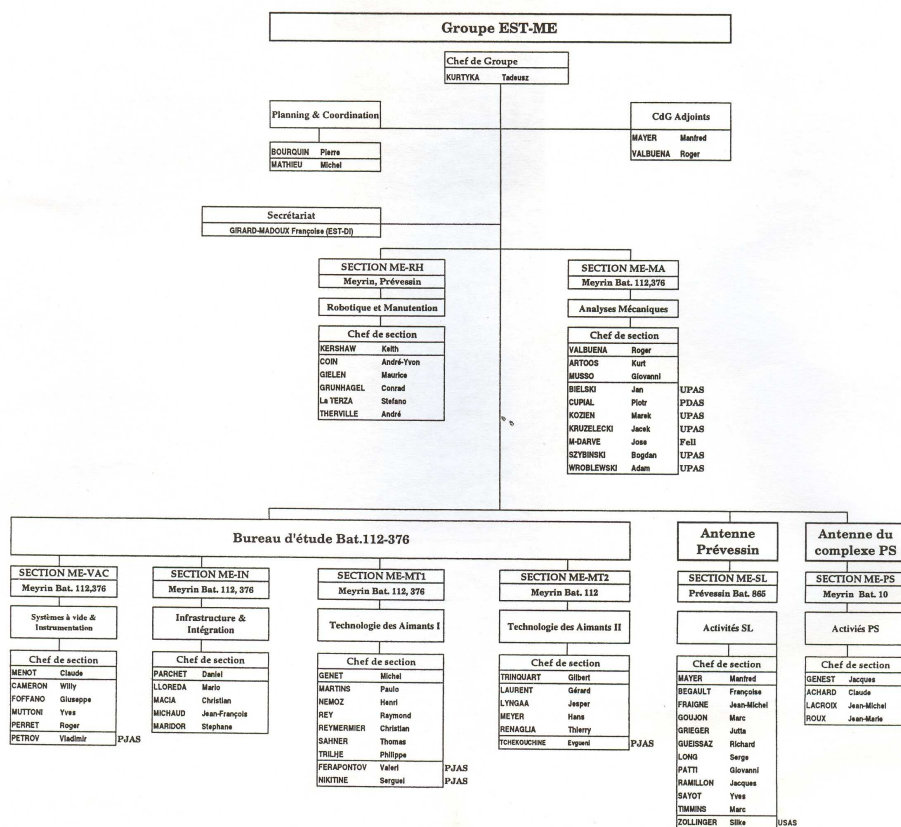 Groupe EST-ME
Chef de Groupe
KURTYKA Tadeusz
Planning & Coordination
BOURQUIN Pierre
MATHIEU Michel
CdG Adjoints
MAYER Manfred
VALBUENA Roger
Secrétariat
GIRARD-MADOUX Françoise (EST-DI)
SECTION ME-RH
Meyrin, Prévessin
Robotique et Manutention
Chef de section
KERSHAW Keith
COIN André-Yvon
GIELEN Maurice
GRUNHAGEL Conrad
La TERZA Stefano
THERVILLE André
SECTION ME-MA
Meyrin Bat. 112,376
Analyses Mécaniques
Chef de section
VALBUENA Roger
ARTOOS Kurt
MUSSO Giovanni
BIELSKI Jan UPAS
CUPIAL Piotr PDAS
KOZIEN Marek UPAS
KRUZELECKI Jacek UPAS
M-DARVE Jose Fell
SZYBINSKI Bogdan UPAS
WROBLEWSKI Adam UPAS
Bureau d'étude Bat.112-376
SECTION ME-VAC
Meyrin Bat. 112,376
Systèmes à vide &
Instrumentation
Chef de section
MENOT Claude
CAMERON Willy
FOFFANO Giuseppe
MUTTONI Yves
PERRET Roger
PETROV Vladimir PJAS
SECTION ME-IN
Meyrin Bat. 112, 376
Infrastructure &
Intégration
Chef de section
PARCHET Daniel
LLOREDA Mario
MACIA Christian
MICHAUD Jean-François
MARIDOR Stephane
SECTION ME-MT1
Meyrin Bat. 112, 376
Technologie des Aimants I
Chef de section
GENET Michel
MARTINS Paulo
NEMOZ Henri
REY Raymond
REYMERMIER Christian
SAHNER Thomas
TRILHE Philippe
FERAPONTOV Valeri PJAS
NIKITINE Serguei PJAS
SECTION ME-MT2
Meyrin Bat. 112
Technologie des Aimants II
Chef de section
TRINQUART Gilbert
LAURENT Gérard
LYNGAA Jesper
MEYER Hans
RENAGLIA Thierry
TCHEKOUCHINE Evgueni PJAS
Antenne
Prévessin
SECTION ME-SL
Prévessin Bat. 865
Activités SL
Chef de section
MAYER Manfred
BEGAULT Françoise
FRAIGNE Jean-Michel
GOUJON Marc
GRIEGER Jutta
GUEISSAZ Richard
LONG Serge
PATTI Giovanni
RAMILLON Jacques
SAYOT Yves
TIMMINS Marc
ZOLLINGER Silke USAS
Antenne du
complexe PS
SECTION ME-PS
Meyrin Bat. 10
Activiés PS
Chef de section
GENEST Jacques
ACHARD Claude
LACROIX Jean-Michel
ROUX Jean-Marie